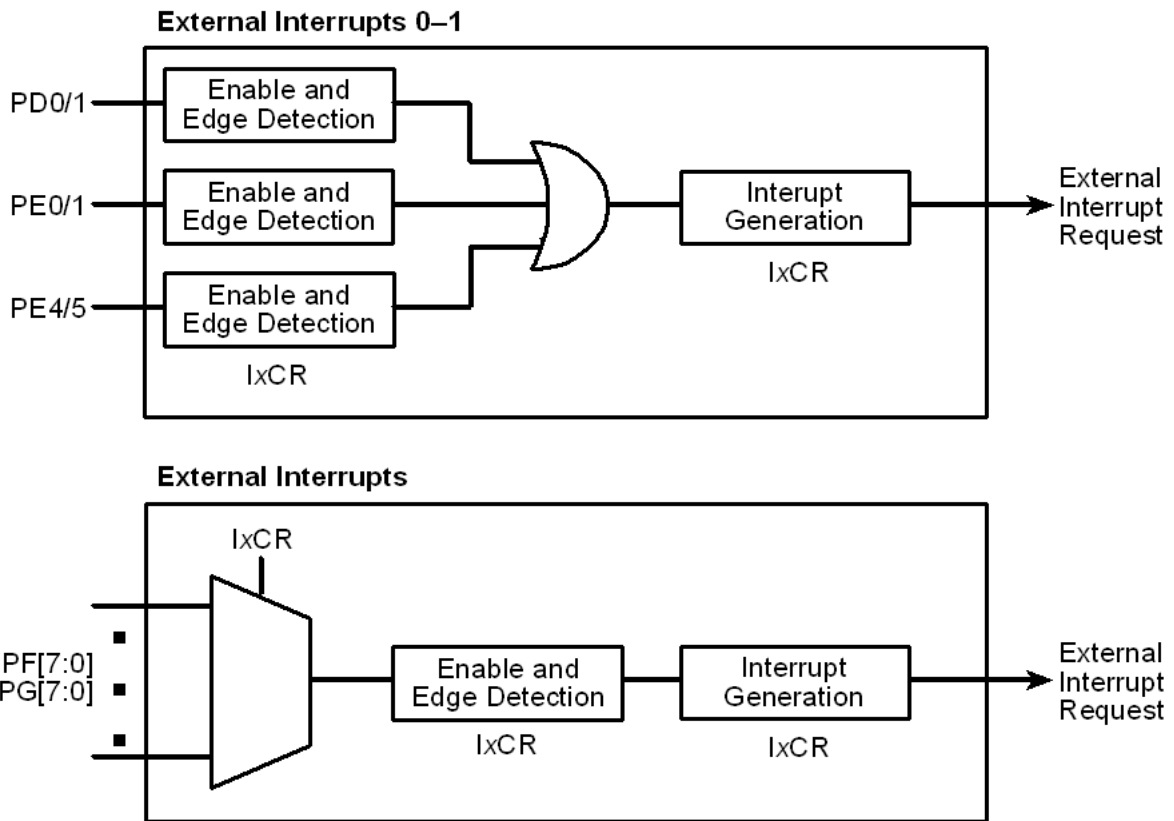 External Interrupts 0–1
PD0/1
Enable and
Edge Detection
PE0/1
Enable and
Edge Detection
PE4/5
Enable and
Edge Detection
IxCR
Interupt
Generation
IxCR
External
Interrupt
Request
External Interrupts
IxCR
PF[7:0]
PG[7:0]
Enable and
Edge Detection
IxCR
Interrupt
Generation
IxCR
External
Interrupt
Request